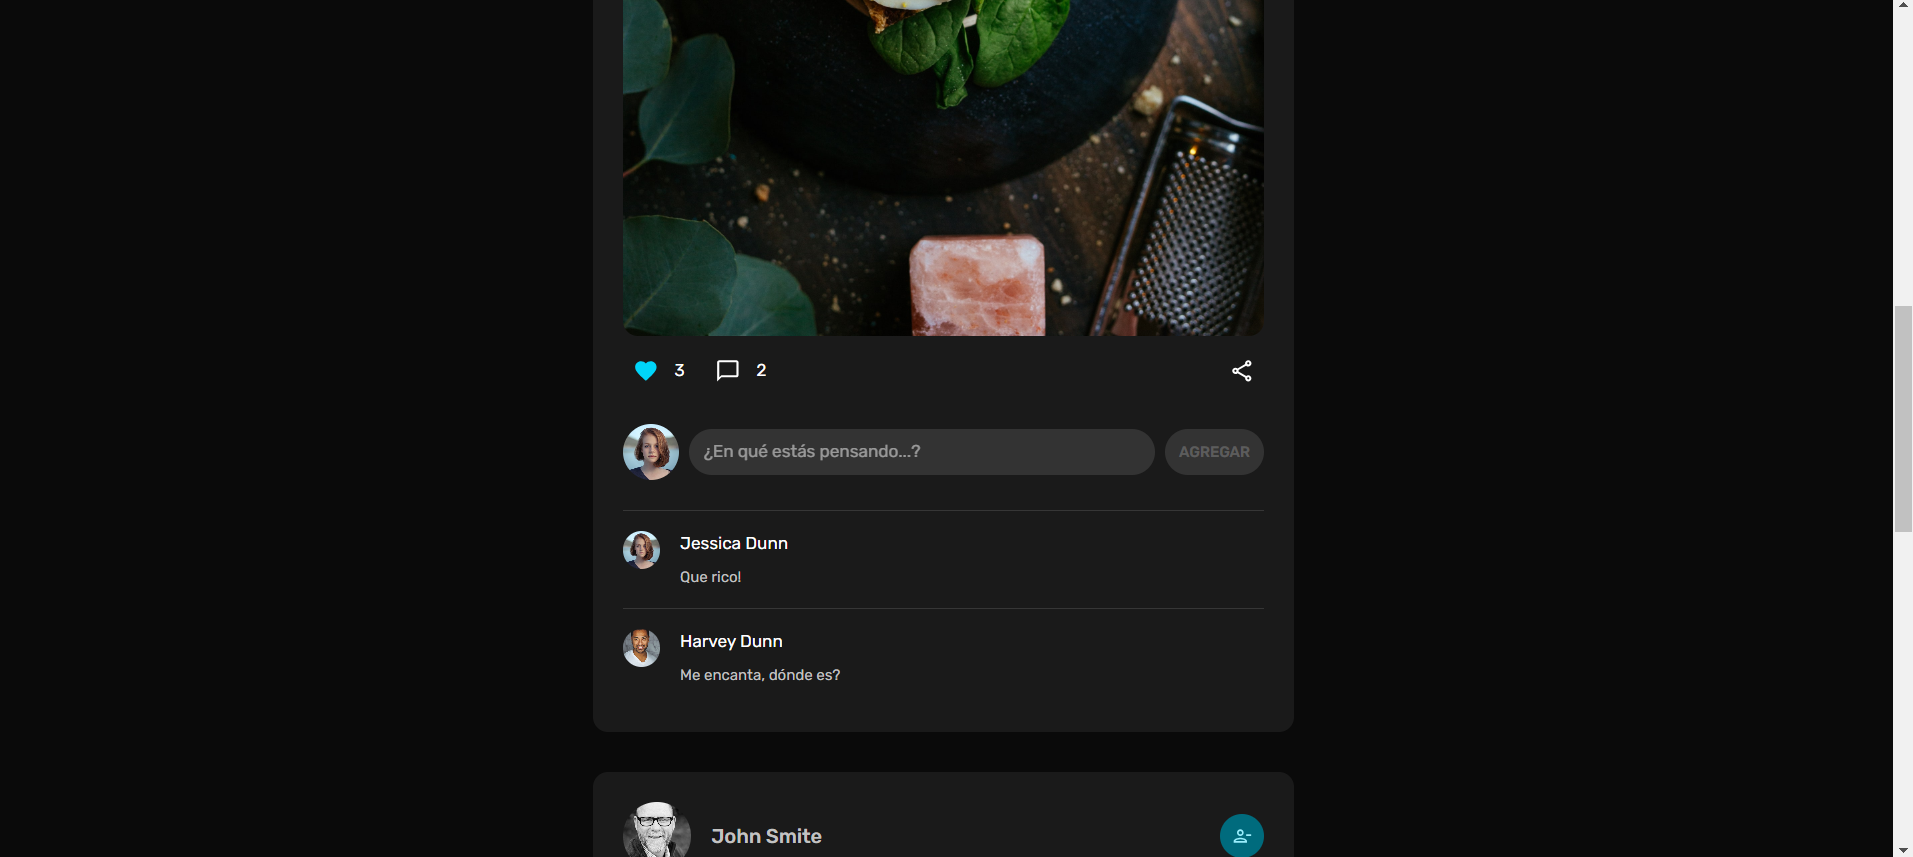 3
2
¿En qué estás pensando...?
AGREGAR
Jessica Dunn
Que rico!
Harvey Dunn
Me encanta, dónde es?
John Smite